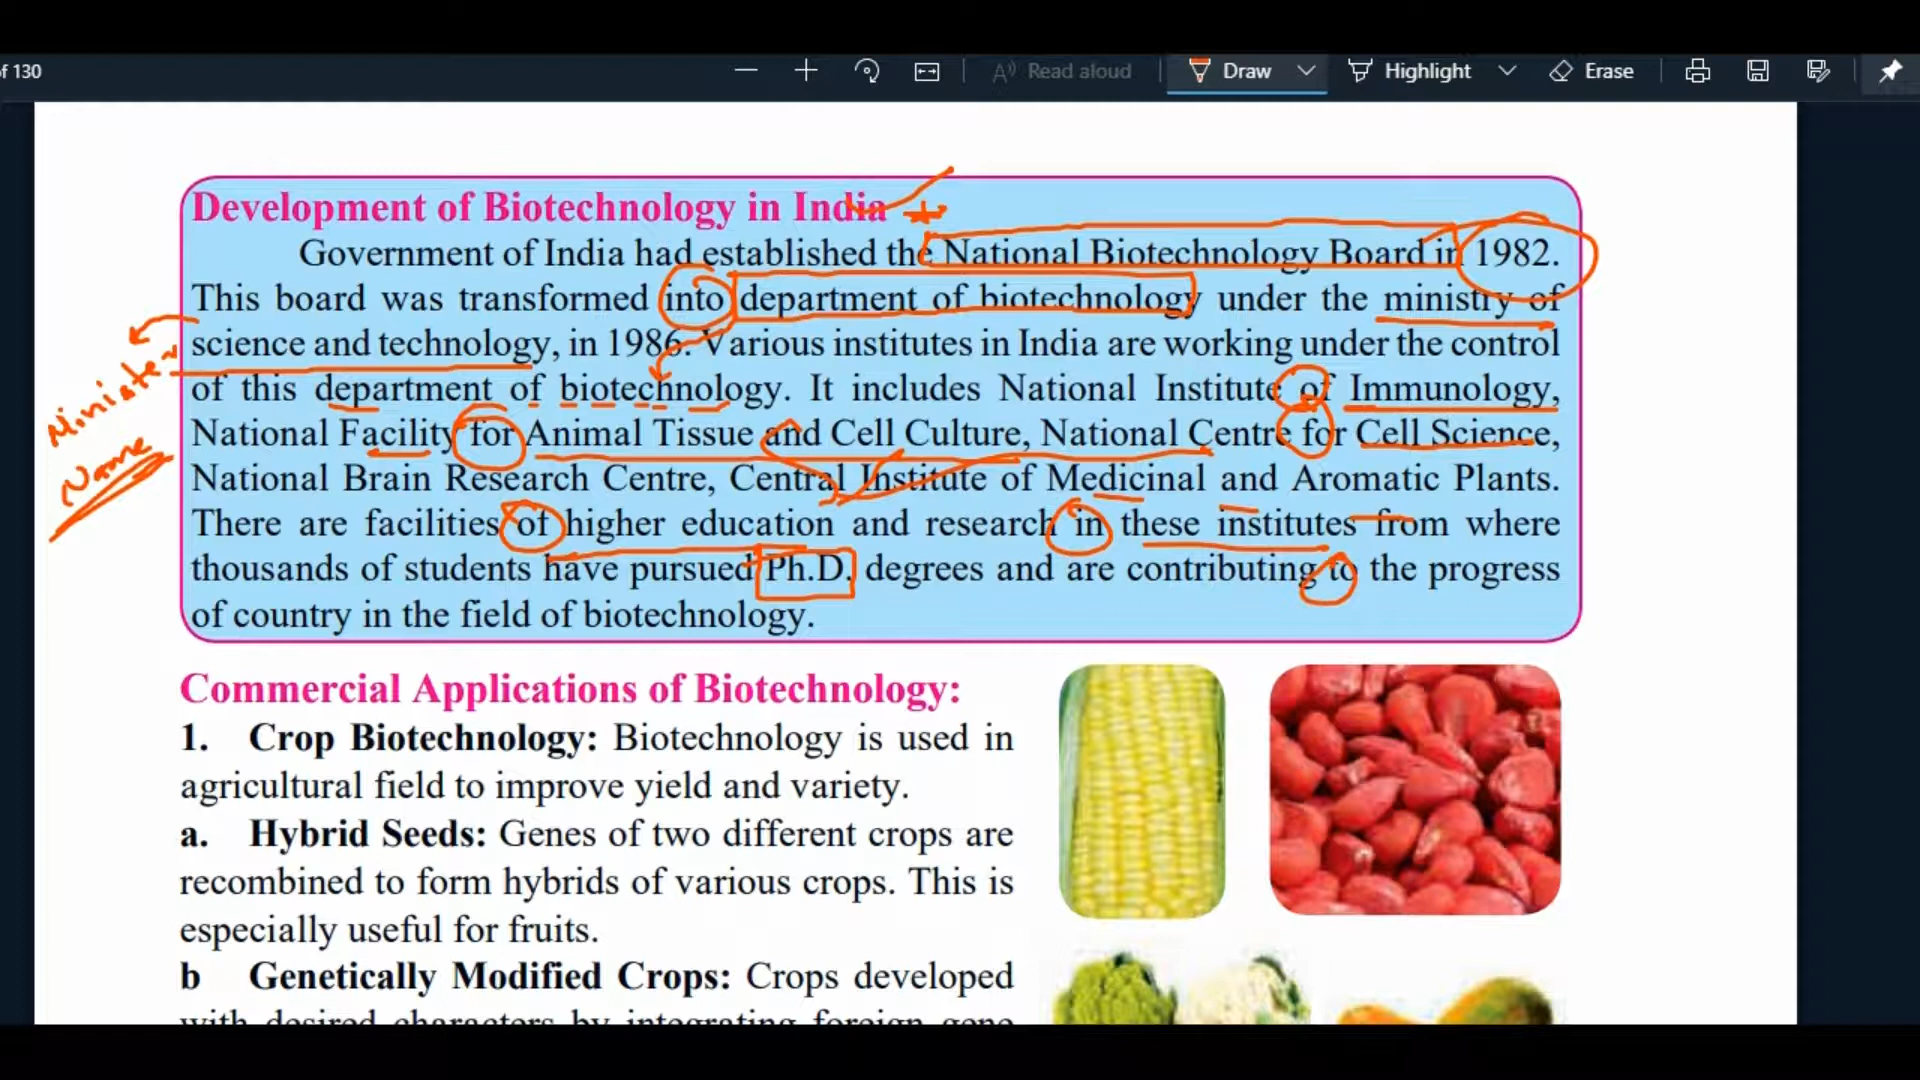 f 130
Read aloud
Draw
Highlight
Erase
Development of Biotechnology in India
Government of India had established the National Biotechnology Board in 1982.
This board was transformed into department of biotechnology under the ministry of
science and technology, in 1986. Various institutes in India are working under the control
of this department of biotechnology. It includes National Institute of Immunology,
National Facility for Animal Tissue and Cell Culture, National Centre for Cell Science,
National Brain Research Centre, Central Institute of Medicinal and Aromatic Plants.
There are facilities of higher education and research in these institutes from where
thousands of students have pursued Ph.D. degrees and are contributing to the progress
of country in the field of biotechnology.
Minister
Name
Commercial Applications of Biotechnology:
1. Crop Biotechnology: Biotechnology is used in
agricultural field to improve yield and variety.
a. Hybrid Seeds: Genes of two different crops are
recombined to form hybrids of various crops. This is
especially useful for fruits.
b Genetically Modified Crops: Crops developed
with desired characters by integrating foreign gene